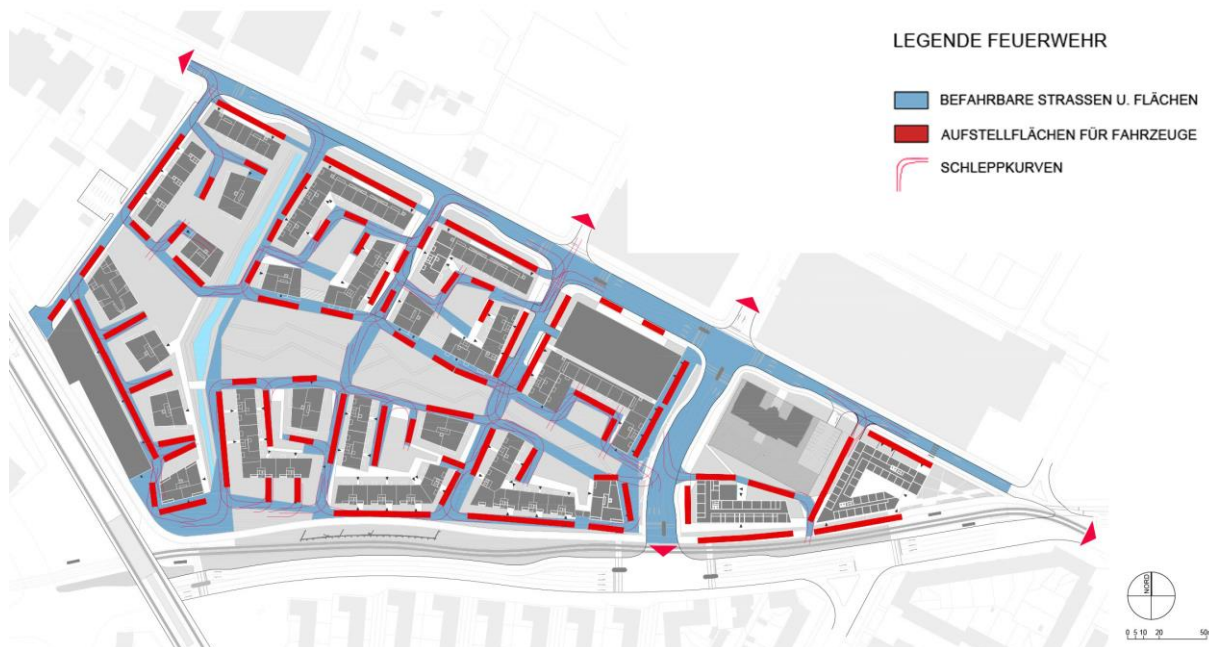 LEGENDE FEUERWEHR
BEFAHRBARE STRASSEN U. FLÄCHEN
AUFSTELLFLÄCHEN FÜR FAHRZEUGE
SCHLEPPKURVEN
NORD
0 5 10 20 50